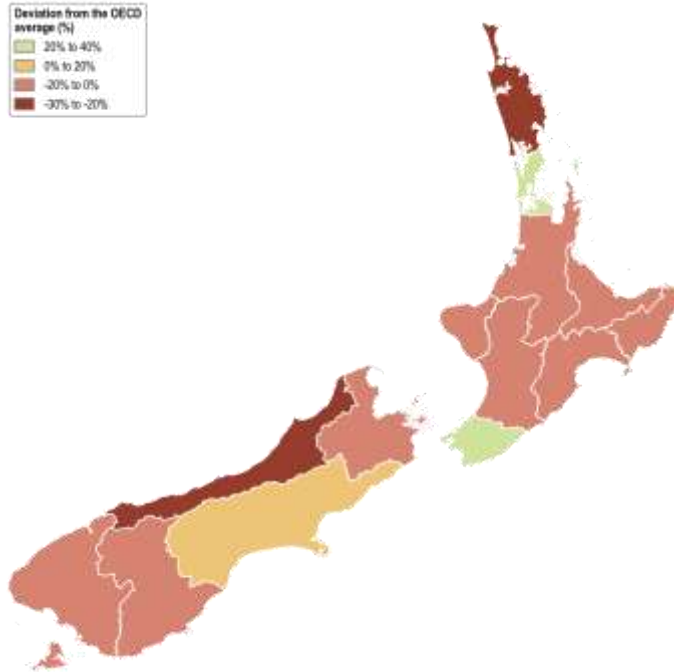 Deviation from the OECD
average (%)
20% to 40%
0% to 20%
-20% to 0%
-30% to -20%